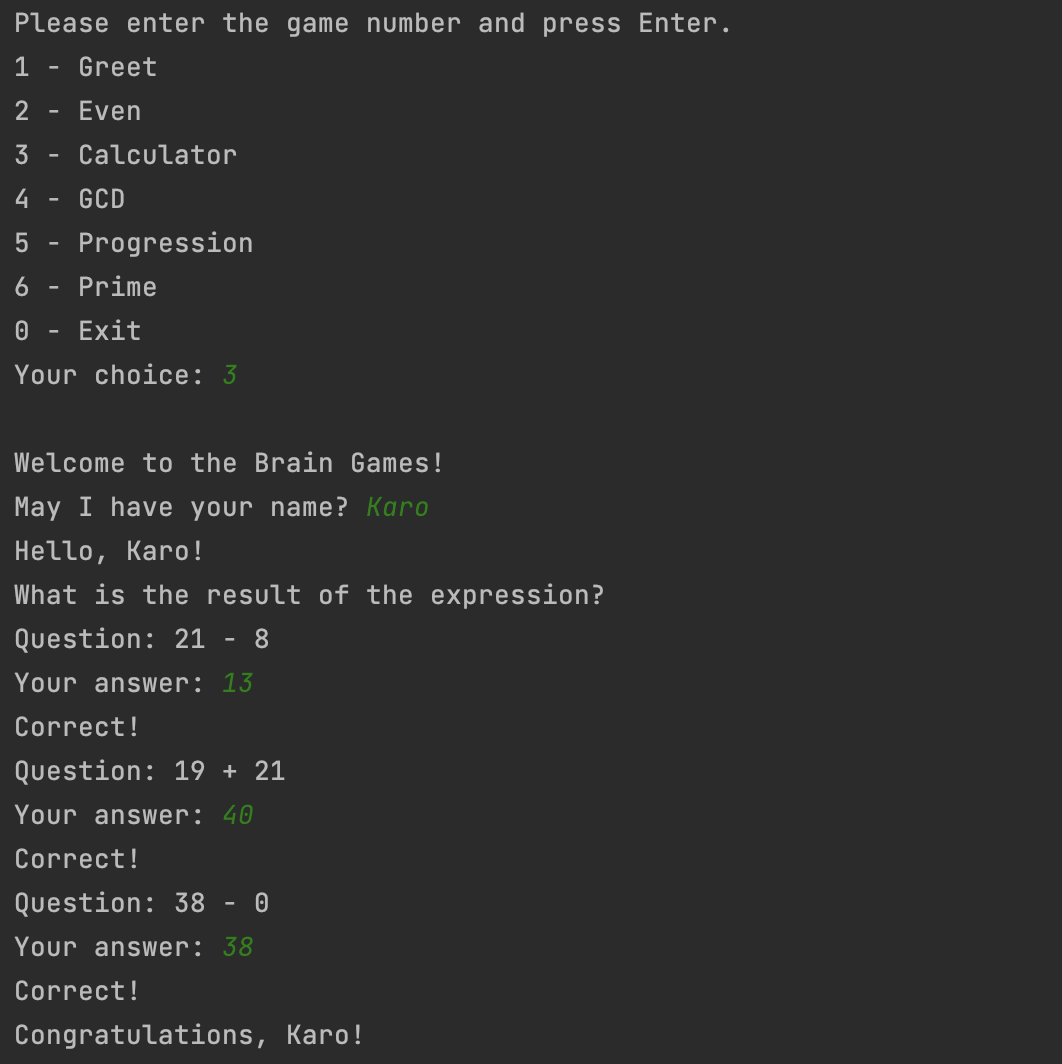 Please enter the game number and press Enter.
1 - Greet
2 - Even
3 - Calculator
4 - GCD
5 - Progression
6 - Prime
0 - Exit
Your choice: 3
Welcome to the Brain Games!
May I have your name? Karo
Hello, Karo!
What is the result of the expression?
Question: 21 - 8
Your answer: 13
Correct!
Question: 19 + 21
Your answer: 40
Correct!
Question: 38 - 0
Your answer: 38
Correct!
Congratulations, Karo!